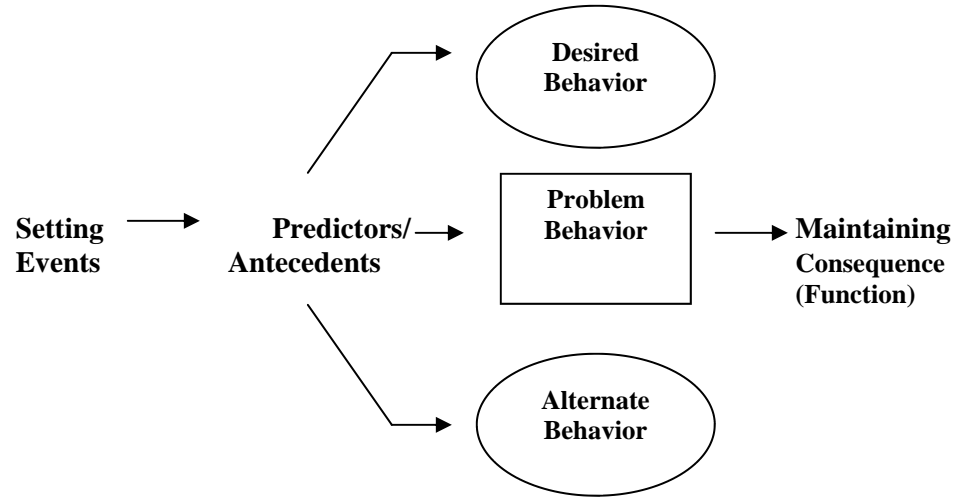 Desired
Behavior
Setting
Events
Predictors/
Antecedents
Problem
Behavior
Maintaining
Consequence
(Function)
Alternate
Behavior